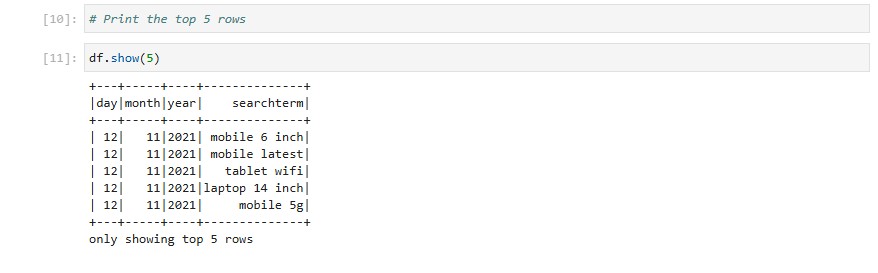 [10]: # Print the top 5 rows
[11]: df.show(5)
+---+-----+----+--------------+
|day|month|year|    searchterm|
+---+-----+----+--------------+
| 12|   11|2021| mobile 6 inch|
| 12|   11|2021| mobile latest|
| 12|   11|2021|   tablet wifi|
| 12|   11|2021|laptop 14 inch|
| 12|   11|2021|     mobile 5g|
+---+-----+----+--------------+
only showing top 5 rows